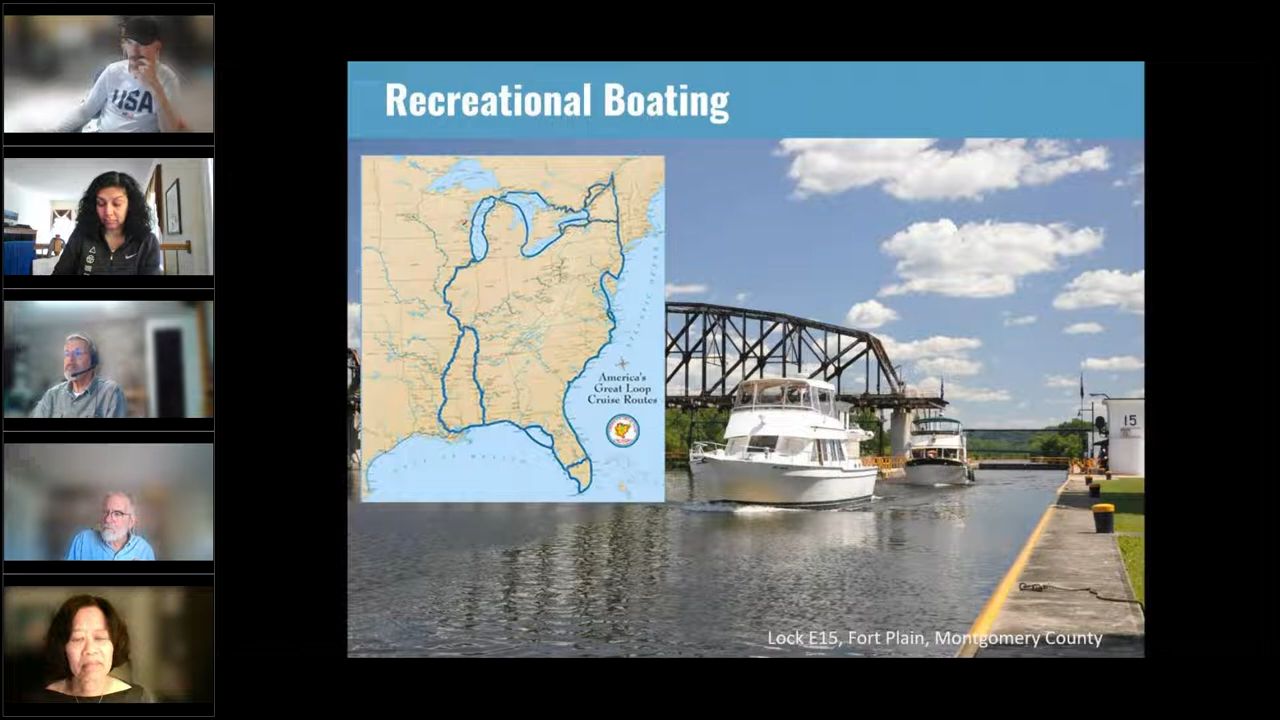 USA
Recreational Boating
America's
Great Loop
Cruise Routes
15
Lock E15, Fort Plain, Montgomery County